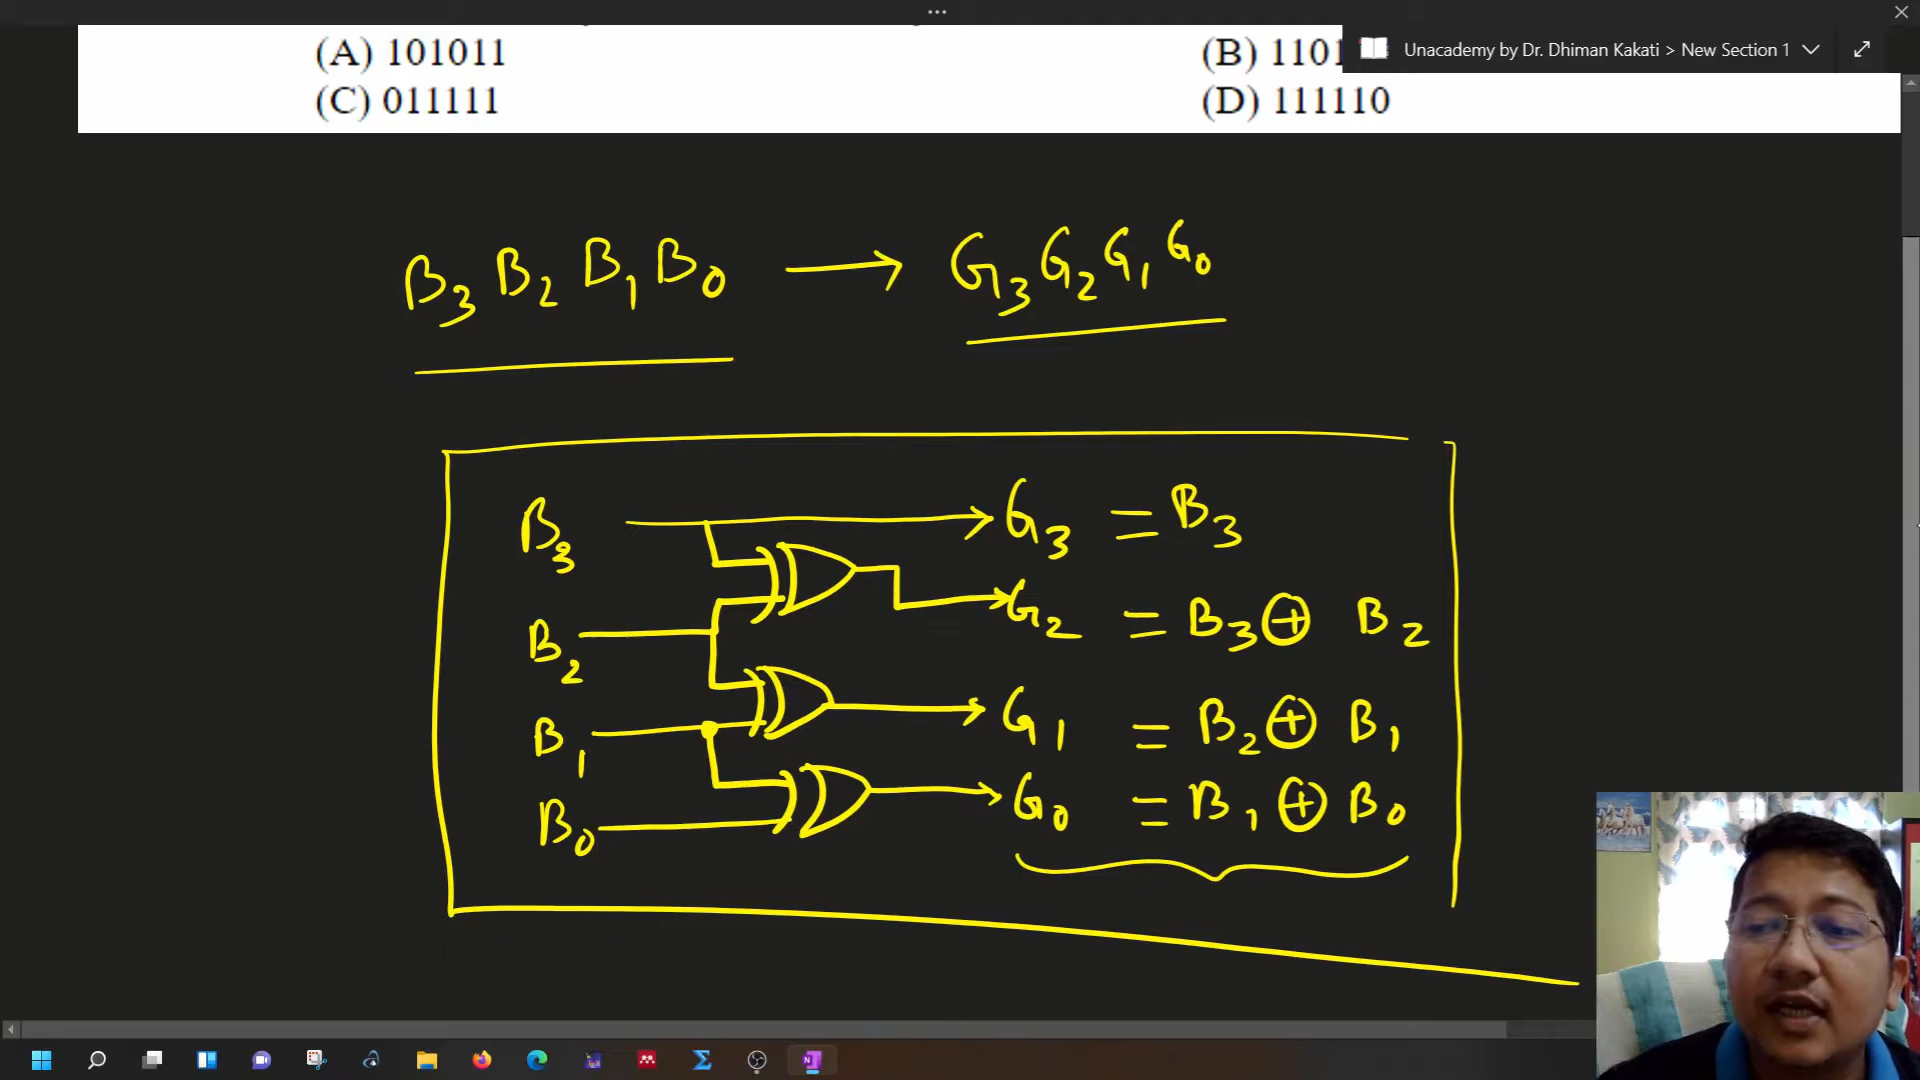 (A) 101011
(B) 1101
Unacademy by Dr. Dhiman Kakati > New Section 1
(C) 011111
(D) 111110
B₃ B₂ B₁ B₀ → G₃ G₂ G₁ G₀
B₃ G₃ = B₃
B₂ G₂ = B₃ ⊕ B₂
B₁ G₁ = B₂ ⊕ B₁
B₀ G₀ = B₁ ⊕ B₀